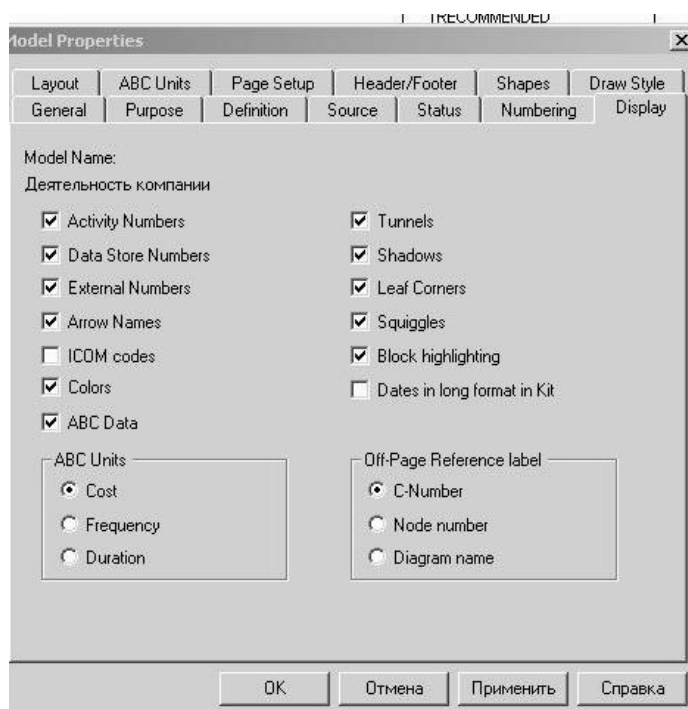 TRECOMMENDED
Model Properties
Layout ABC Units Page Setup Header/Footer Shapes Draw Style
General Purpose Definition Source Status Numbering Display
Model Name:
Деятельность компании
Activity Numbers Tunnels
Data Store Numbers Shadows
External Numbers Leaf Corners
Arrow Names Squiggles
ICOM codes Block highlighting
Colors Dates in long format in Kit
ABC Data
ABC Units Off-Page Reference label
Cost C-Number
Frequency Node number
Duration Diagram name
OK Отмена Применить Справка